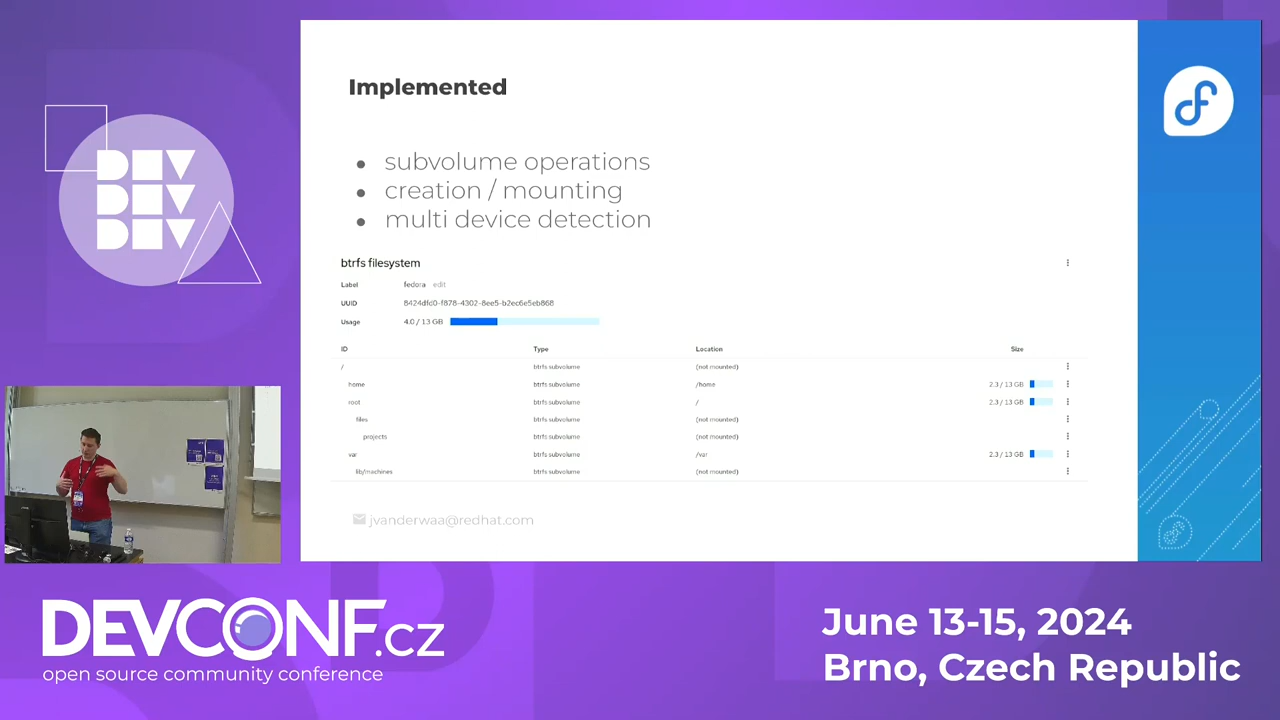 Implemented
● subvolume operations
● creation / mounting
● multi device detection
btrfs filesystem
Label fedora edit
UUID 8424dfd0-f878-4302-8ee5-b2ec6e5eb868
Usage 4.0 / 13 GB
ID Type Location Size
/ btrfs subvolume (not mounted)
home btrfs subvolume /home 2.3 / 13 GB
root btrfs subvolume / 2.3 / 13 GB
files btrfs subvolume (not mounted)
projects btrfs subvolume (not mounted)
var btrfs subvolume /var 2.3 / 13 GB
lib/machines btrfs subvolume (not mounted)
jvanderwaa@redhat.com
DEV
DEV
DEV
DEVCONF.cz
open source community conference
June 13-15, 2024
Brno, Czech Republic